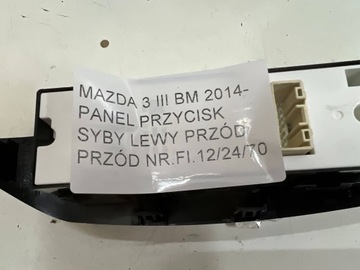 MAZDA 3 III BM 2014-
PANEL PRZYCISK
SYBY LEWY PRZÓD
PRZÓD NR.FI.12/24/70